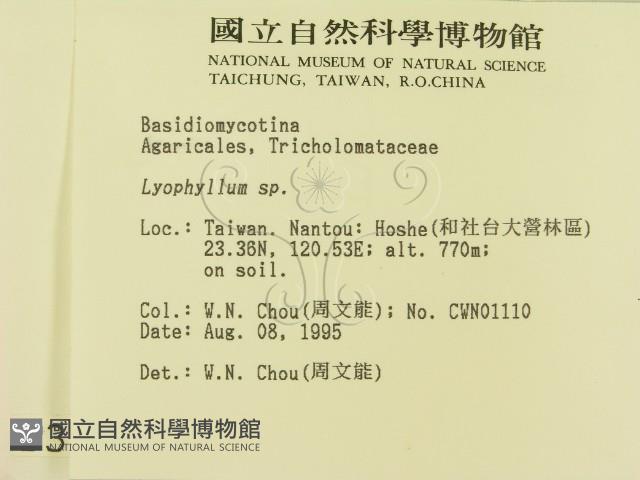 國立自然科學博物館
NATIONAL MUSEUM OF NATURAL SCIENCE
TAICHUNG, TAIWAN, R.O.CHINA
Basidiomycotina
Agaricales, Tricholomataceae
Lyophyllum sp.
Loc.: Taiwan. Nantou: Hoshe(和社台大營林區)
23.36N, 120.53E; alt. 770m;
on soil.
Col.: W.N. Chou(周文能); No. CWN01110
Date: Aug. 08, 1995
Det.: W.N. Chou(周文能)
國立自然科學博物館
NATIONAL MUSEUM OF NATURAL SCIENCE